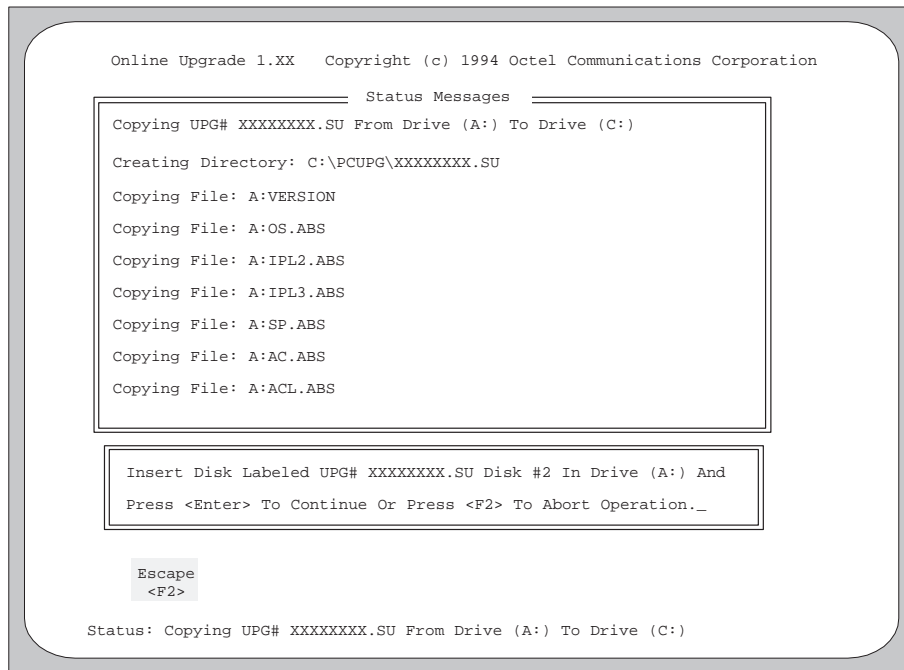 Online Upgrade 1.XX   Copyright (c) 1994 Octel Communications Corporation
Status Messages
Copying UPG# XXXXXXXX.SU From Drive (A:) To Drive (C:)
Creating Directory: C:\PCUPG\XXXXXXXX.SU
Copying File: A:VERSION
Copying File: A:OS.ABS
Copying File: A:IPL2.ABS
Copying File: A:IPL3.ABS
Copying File: A:SP.ABS
Copying File: A:AC.ABS
Copying File: A:ACL.ABS
Insert Disk Labeled UPG# XXXXXXXX.SU Disk #2 In Drive (A:) And
Press <Enter> To Continue Or Press <F2> To Abort Operation._
Escape
<F2>
Status: Copying UPG# XXXXXXXX.SU From Drive (A:) To Drive (C:)